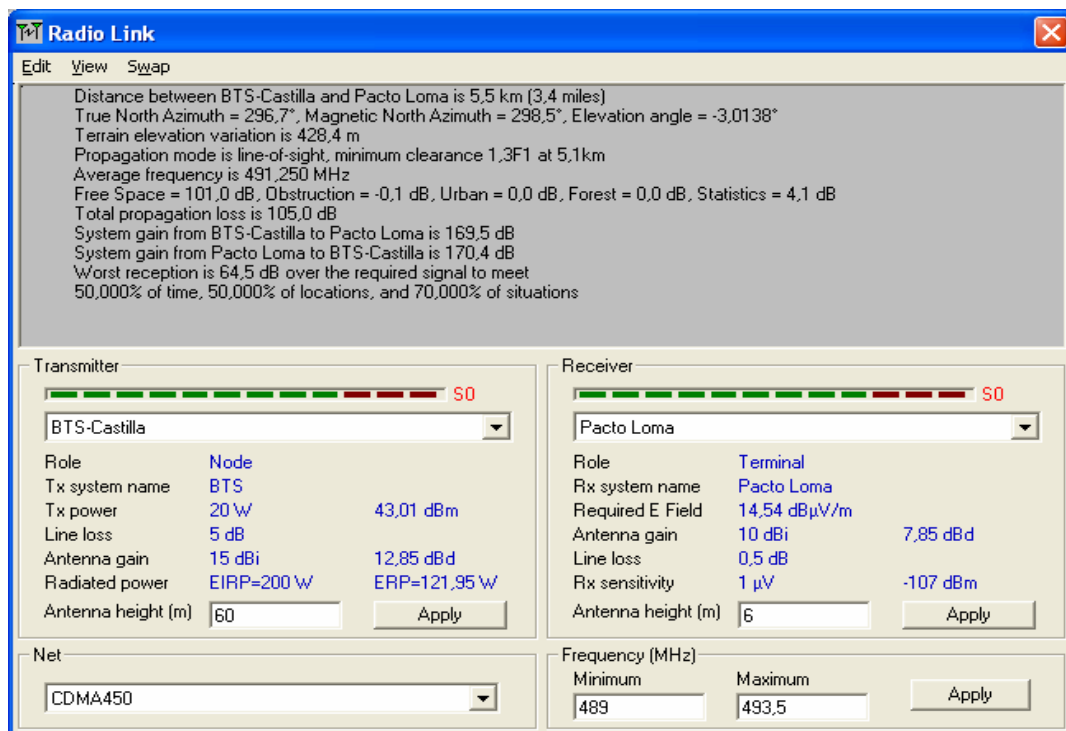 Radio Link
Edit View Swap
Distance between BTS-Castilla and Pacto Loma is 5,5 km (3,4 miles)
True North Azimuth = 296,7°, Magnetic North Azimuth = 298,5°, Elevation angle = -3,0138°
Terrain elevation variation is 428,4 m
Propagation mode is line-of-sight, minimum clearance 1,3F1 at 5,1km
Average frequency is 491,250 MHz
Free Space = 101,0 dB, Obstruction = -0,1 dB, Urban = 0,0 dB, Forest = 0,0 dB, Statistics = 4,1 dB
Total propagation loss is 105,0 dB
System gain from BTS-Castilla to Pacto Loma is 169,5 dB
System gain from Pacto Loma to BTS-Castilla is 170,4 dB
Worst reception is 64,5 dB over the required signal to meet
50,000% of time, 50,000% of locations, and 70,000% of situations
Transmitter
S0
BTS-Castilla
Role Node
Tx system name BTS
Tx power 20 W 43,01 dBm
Line loss 5 dB
Antenna gain 15 dBi 12,85 dBd
Radiated power EIRP=200 W ERP=121,95 W
Antenna height (m) 60 Apply
Receiver
S0
Pacto Loma
Role Terminal
Rx system name Pacto Loma
Required E Field 14,54 dBµV/m
Antenna gain 10 dBi 7,85 dBd
Line loss 0,5 dB
Rx sensitivity 1 µV -107 dBm
Antenna height (m) 6 Apply
Net
CDMA450
Frequency (MHz)
Minimum Maximum
489 493,5 Apply